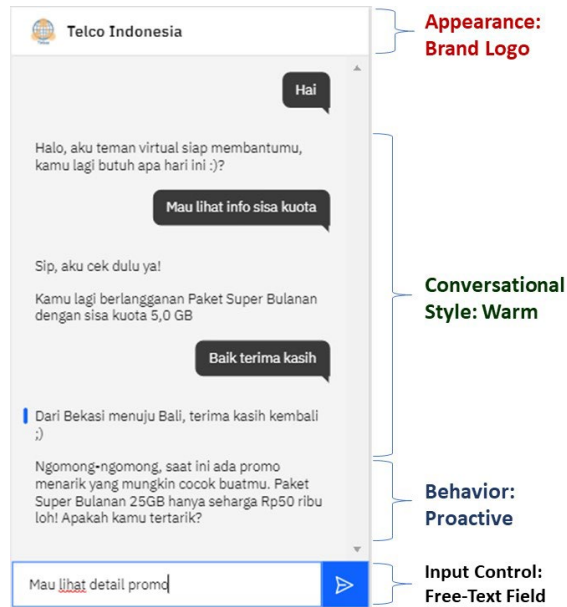 Telco Indonesia
Appearance:
Brand Logo
Hai
Halo, aku teman virtual siap membantumu,
kamu lagi butuh apa hari ini :)?
Mau lihat info sisa kuota
Sip, aku cek dulu ya!
Kamu lagi berlangganan Paket Super Bulanan
dengan sisa kuota 5,0 GB
Conversational
Style: Warm
Baik terima kasih
Dari Bekasi menuju Bali, terima kasih kembali
;)
Ngomong-ngomong, saat ini ada promo
menarik yang mungkin cocok buatmu. Paket
Super Bulanan 25GB hanya seharga Rp50 ribu
loh! Apakah kamu tertarik?
Behavior:
Proactive
Mau lihat detail promo
Input Control:
Free-Text Field